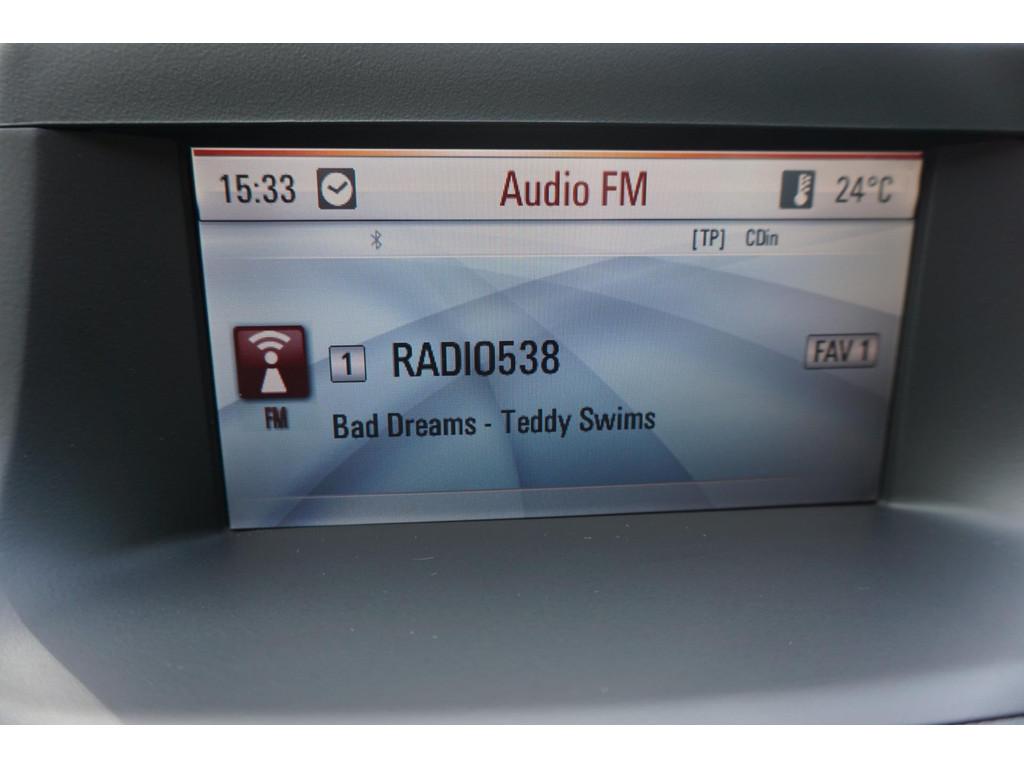 15:33 Audio FM 24°C
[TP] CDin
1 RADIO538 FAV 1
FM
Bad Dreams - Teddy Swims